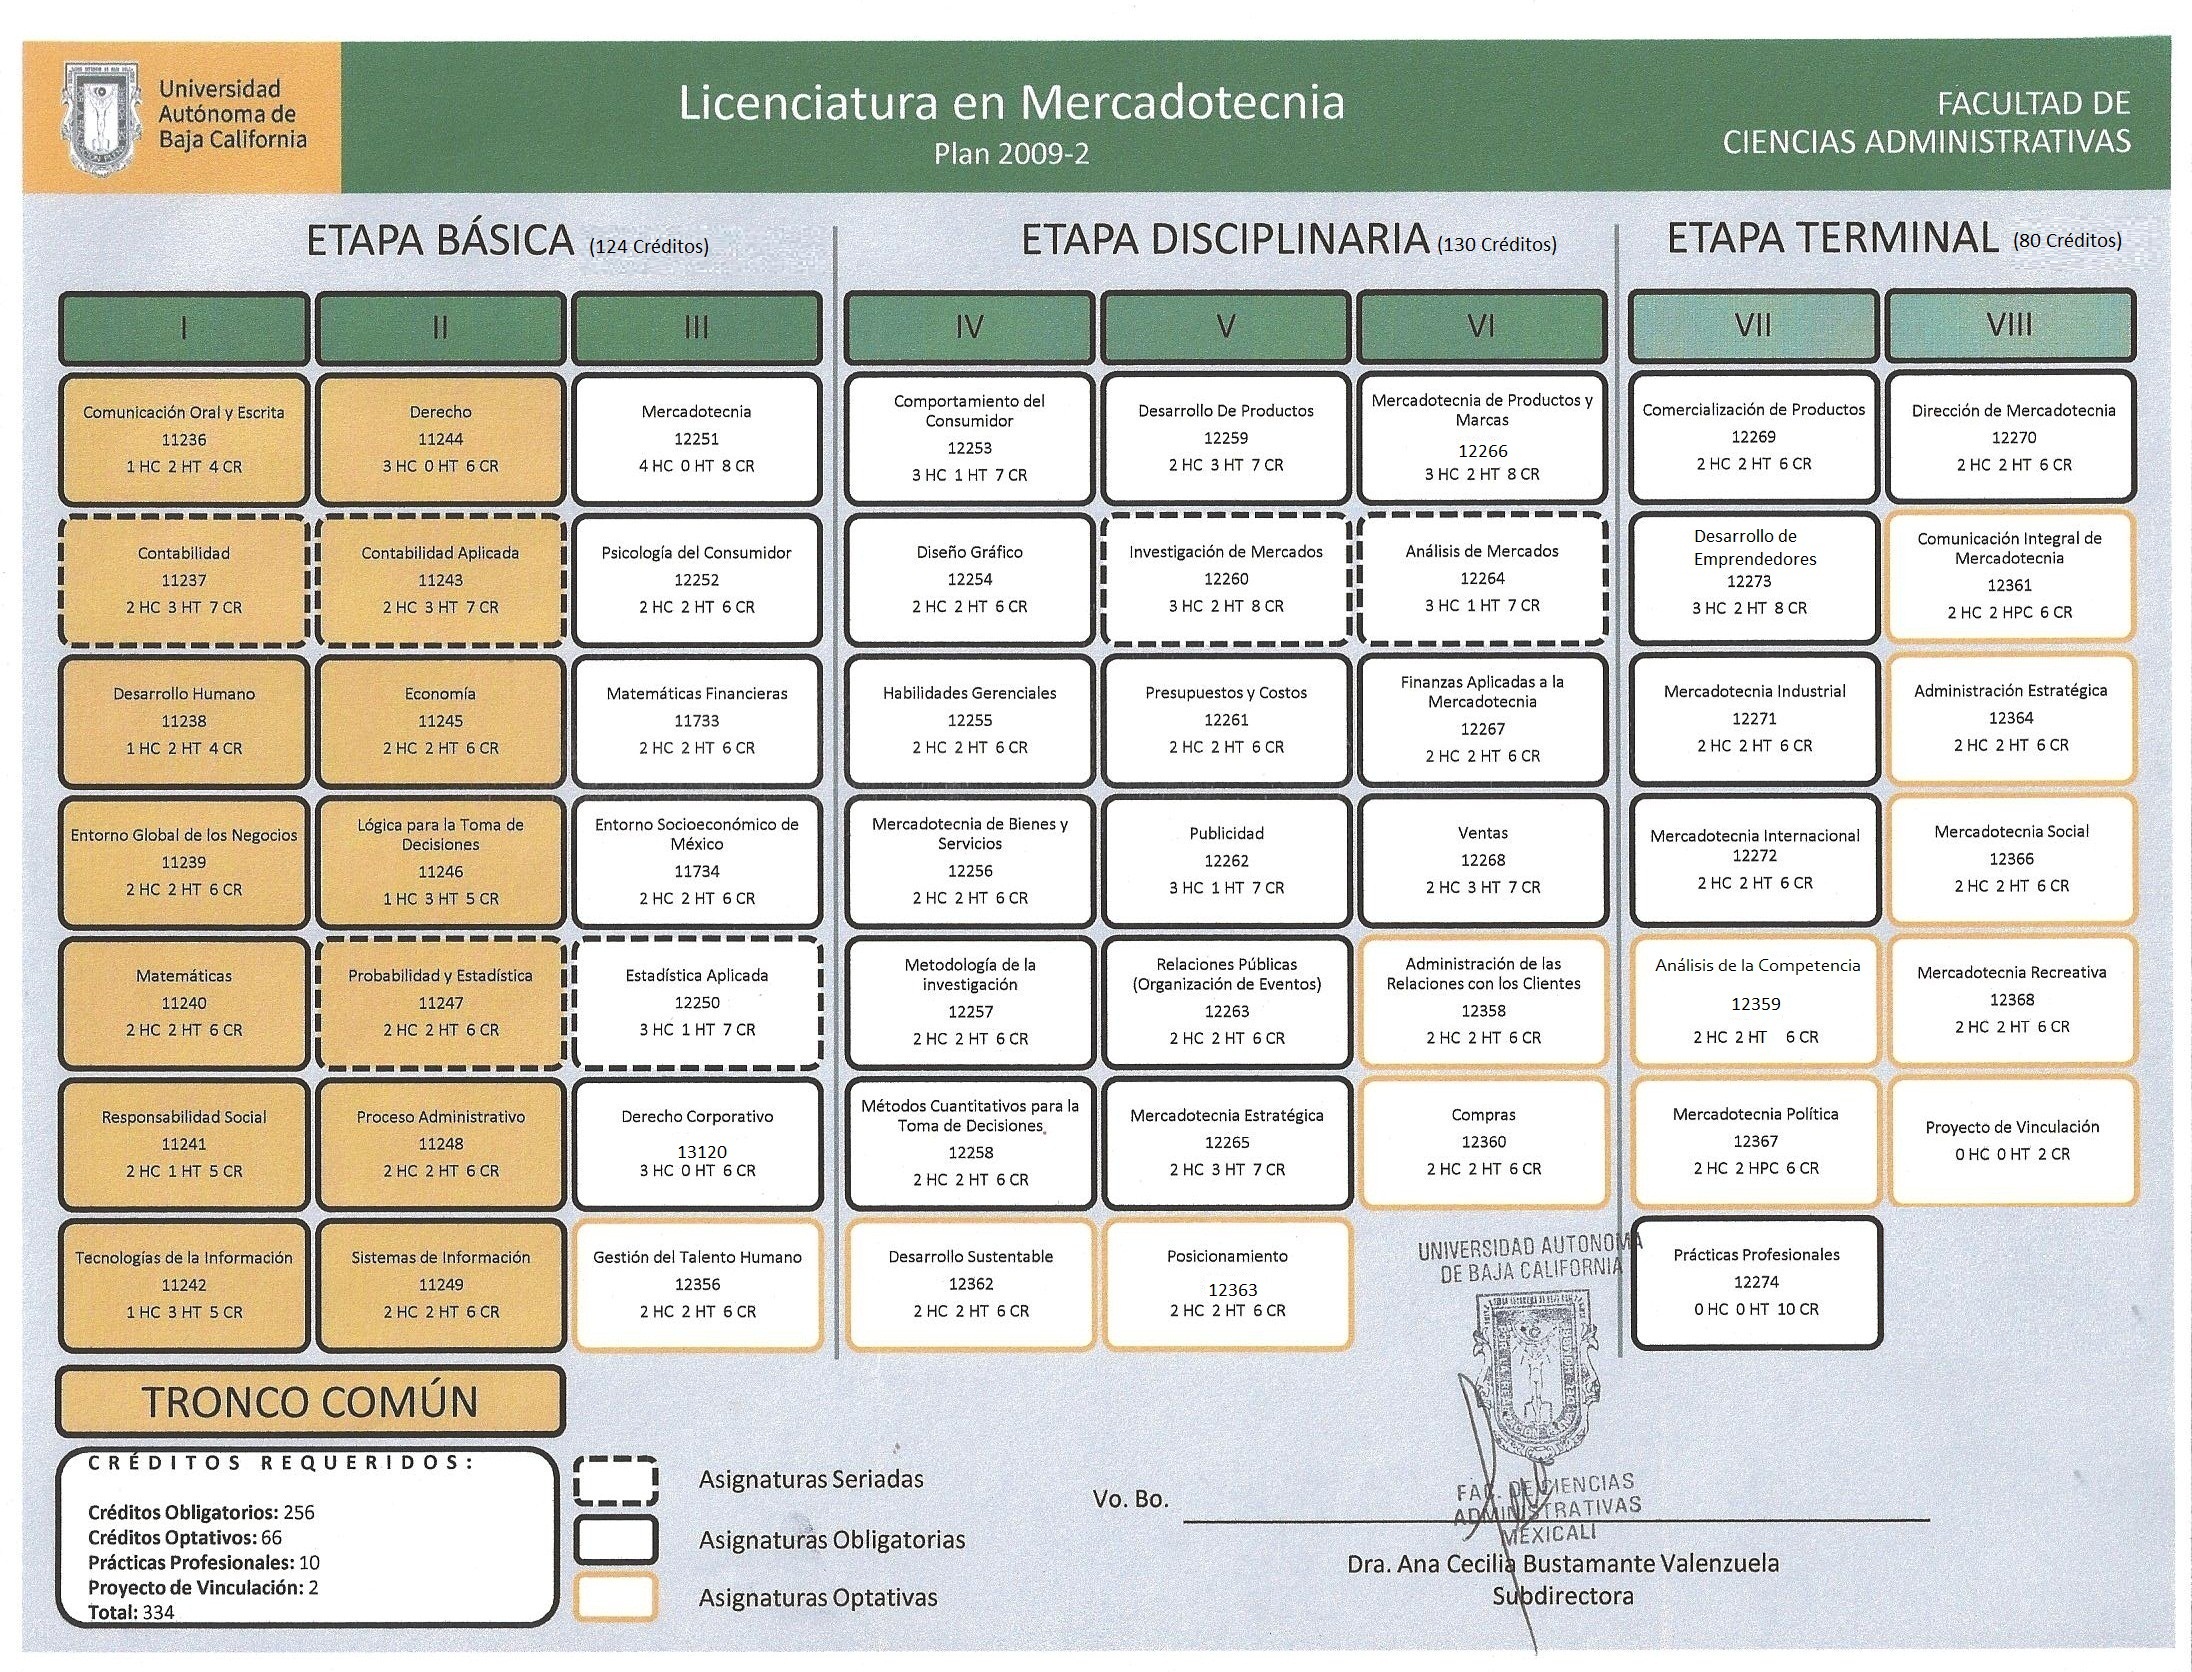 Universidad
Autónoma de
Baja California
Licenciatura en Mercadotecnia
Plan 2009-2
FACULTAD DE
CIENCIAS ADMINISTRATIVAS
ETAPA BÁSICA (124 Créditos)
ETAPA DISCIPLINARIA (130 Créditos)
ETAPA TERMINAL (80 Créditos)
I
II
III
IV
V
VI
VII
VIII
Comunicación Oral y Escrita
11236
1 HC 2 HT 4 CR
Derecho
11244
3 HC 0 HT 6 CR
Mercadotecnia
12251
4 HC 0 HT 8 CR
Comportamiento del
Consumidor
12253
3 HC 1 HT 7 CR
Desarrollo De Productos
12259
2 HC 3 HT 7 CR
Mercadotecnia de Productos y
Marcas
12266
3 HC 2 HT 8 CR
Comercialización de Productos
12269
2 HC 2 HT 6 CR
Dirección de Mercadotecnia
12270
2 HC 2 HT 6 CR
Contabilidad
11237
2 HC 3 HT 7 CR
Contabilidad Aplicada
11243
2 HC 3 HT 7 CR
Psicología del Consumidor
12252
2 HC 2 HT 6 CR
Diseño Gráfico
12254
2 HC 2 HT 6 CR
Investigación de Mercados
12260
3 HC 2 HT 8 CR
Análisis de Mercados
12264
3 HC 1 HT 7 CR
Desarrollo de
Emprendedores
12273
3 HC 2 HT 8 CR
Comunicación Integral de
Mercadotecnia
12361
2 HC 2 HPC 6 CR
Desarrollo Humano
11238
1 HC 2 HT 4 CR
Economía
11245
2 HC 2 HT 6 CR
Matemáticas Financieras
11733
2 HC 2 HT 6 CR
Habilidades Gerenciales
12255
2 HC 2 HT 6 CR
Presupuestos y Costos
12261
2 HC 2 HT 6 CR
Finanzas Aplicadas a la
Mercadotecnia
12267
2 HC 2 HT 6 CR
Mercadotecnia Industrial
12271
2 HC 2 HT 6 CR
Administración Estratégica
12364
2 HC 2 HT 6 CR
Entorno Global de los Negocios
11239
2 HC 2 HT 6 CR
Lógica para la Toma de
Decisiones
11246
1 HC 3 HT 5 CR
Entorno Socioeconómico de
México
11734
2 HC 2 HT 6 CR
Mercadotecnia de Bienes y
Servicios
12256
2 HC 2 HT 6 CR
Publicidad
12262
3 HC 1 HT 7 CR
Ventas
12268
2 HC 3 HT 7 CR
Mercadotecnia Internacional
12272
2 HC 2 HT 6 CR
Mercadotecnia Social
12366
2 HC 2 HT 6 CR
Matemáticas
11240
2 HC 2 HT 6 CR
Probabilidad y Estadística
11247
2 HC 2 HT 6 CR
Estadística Aplicada
12250
3 HC 1 HT 7 CR
Metodología de la
investigación
12257
2 HC 2 HT 6 CR
Relaciones Públicas
(Organización de Eventos)
12263
2 HC 2 HT 6 CR
Administración de las
Relaciones con los Clientes
12358
2 HC 2 HT 6 CR
Análisis de la Competencia
12359
2 HC 2 HT 6 CR
Mercadotecnia Recreativa
12368
2 HC 2 HT 6 CR
Responsabilidad Social
11241
2 HC 1 HT 5 CR
Proceso Administrativo
11248
2 HC 2 HT 6 CR
Derecho Corporativo
13120
3 HC 0 HT 6 CR
Métodos Cuantitativos para la
Toma de Decisiones
12258
2 HC 2 HT 6 CR
Mercadotecnia Estratégica
12265
2 HC 3 HT 7 CR
Compras
12360
2 HC 2 HT 6 CR
Mercadotecnia Política
12367
2 HC 2 HPC 6 CR
Proyecto de Vinculación
0 HC 0 HT 2 CR
Tecnologías de la Información
11242
1 HC 3 HT 5 CR
Sistemas de Información
11249
2 HC 2 HT 6 CR
Gestión del Talento Humano
12356
2 HC 2 HT 6 CR
Desarrollo Sustentable
12362
2 HC 2 HT 6 CR
Posicionamiento
12363
2 HC 2 HT 6 CR
UNIVERSIDAD AUTONOMA
DE BAJA CALIFORNIA
Prácticas Profesionales
12274
0 HC 0 HT 10 CR
TRONCO COMÚN
CRÉDITOS REQUERIDOS:
Créditos Obligatorios: 256
Créditos Optativos: 66
Prácticas Profesionales: 10
Proyecto de Vinculación: 2
Total: 334
Asignaturas Seriadas
Asignaturas Obligatorias
Asignaturas Optativas
Vo. Bo.
FAC. DE CIENCIAS
ADMINISTRATIVAS
MEXICALI
Dra. Ana Cecilia Bustamante Valenzuela
Subdirectora